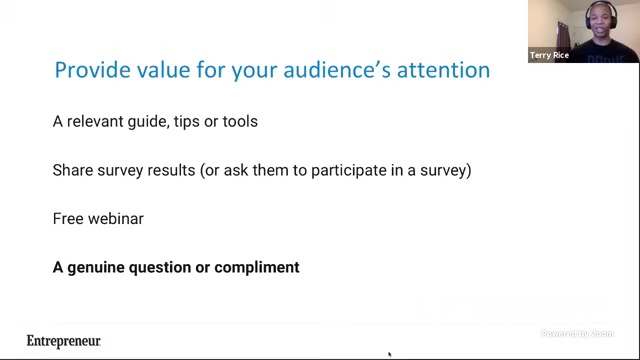 Provide value for your audience's attention
Terry Rice
A relevant guide, tips or tools
Share survey results (or ask them to participate in a survey)
Free webinar
A genuine question or compliment
Entrepreneur
Powered by Zoom